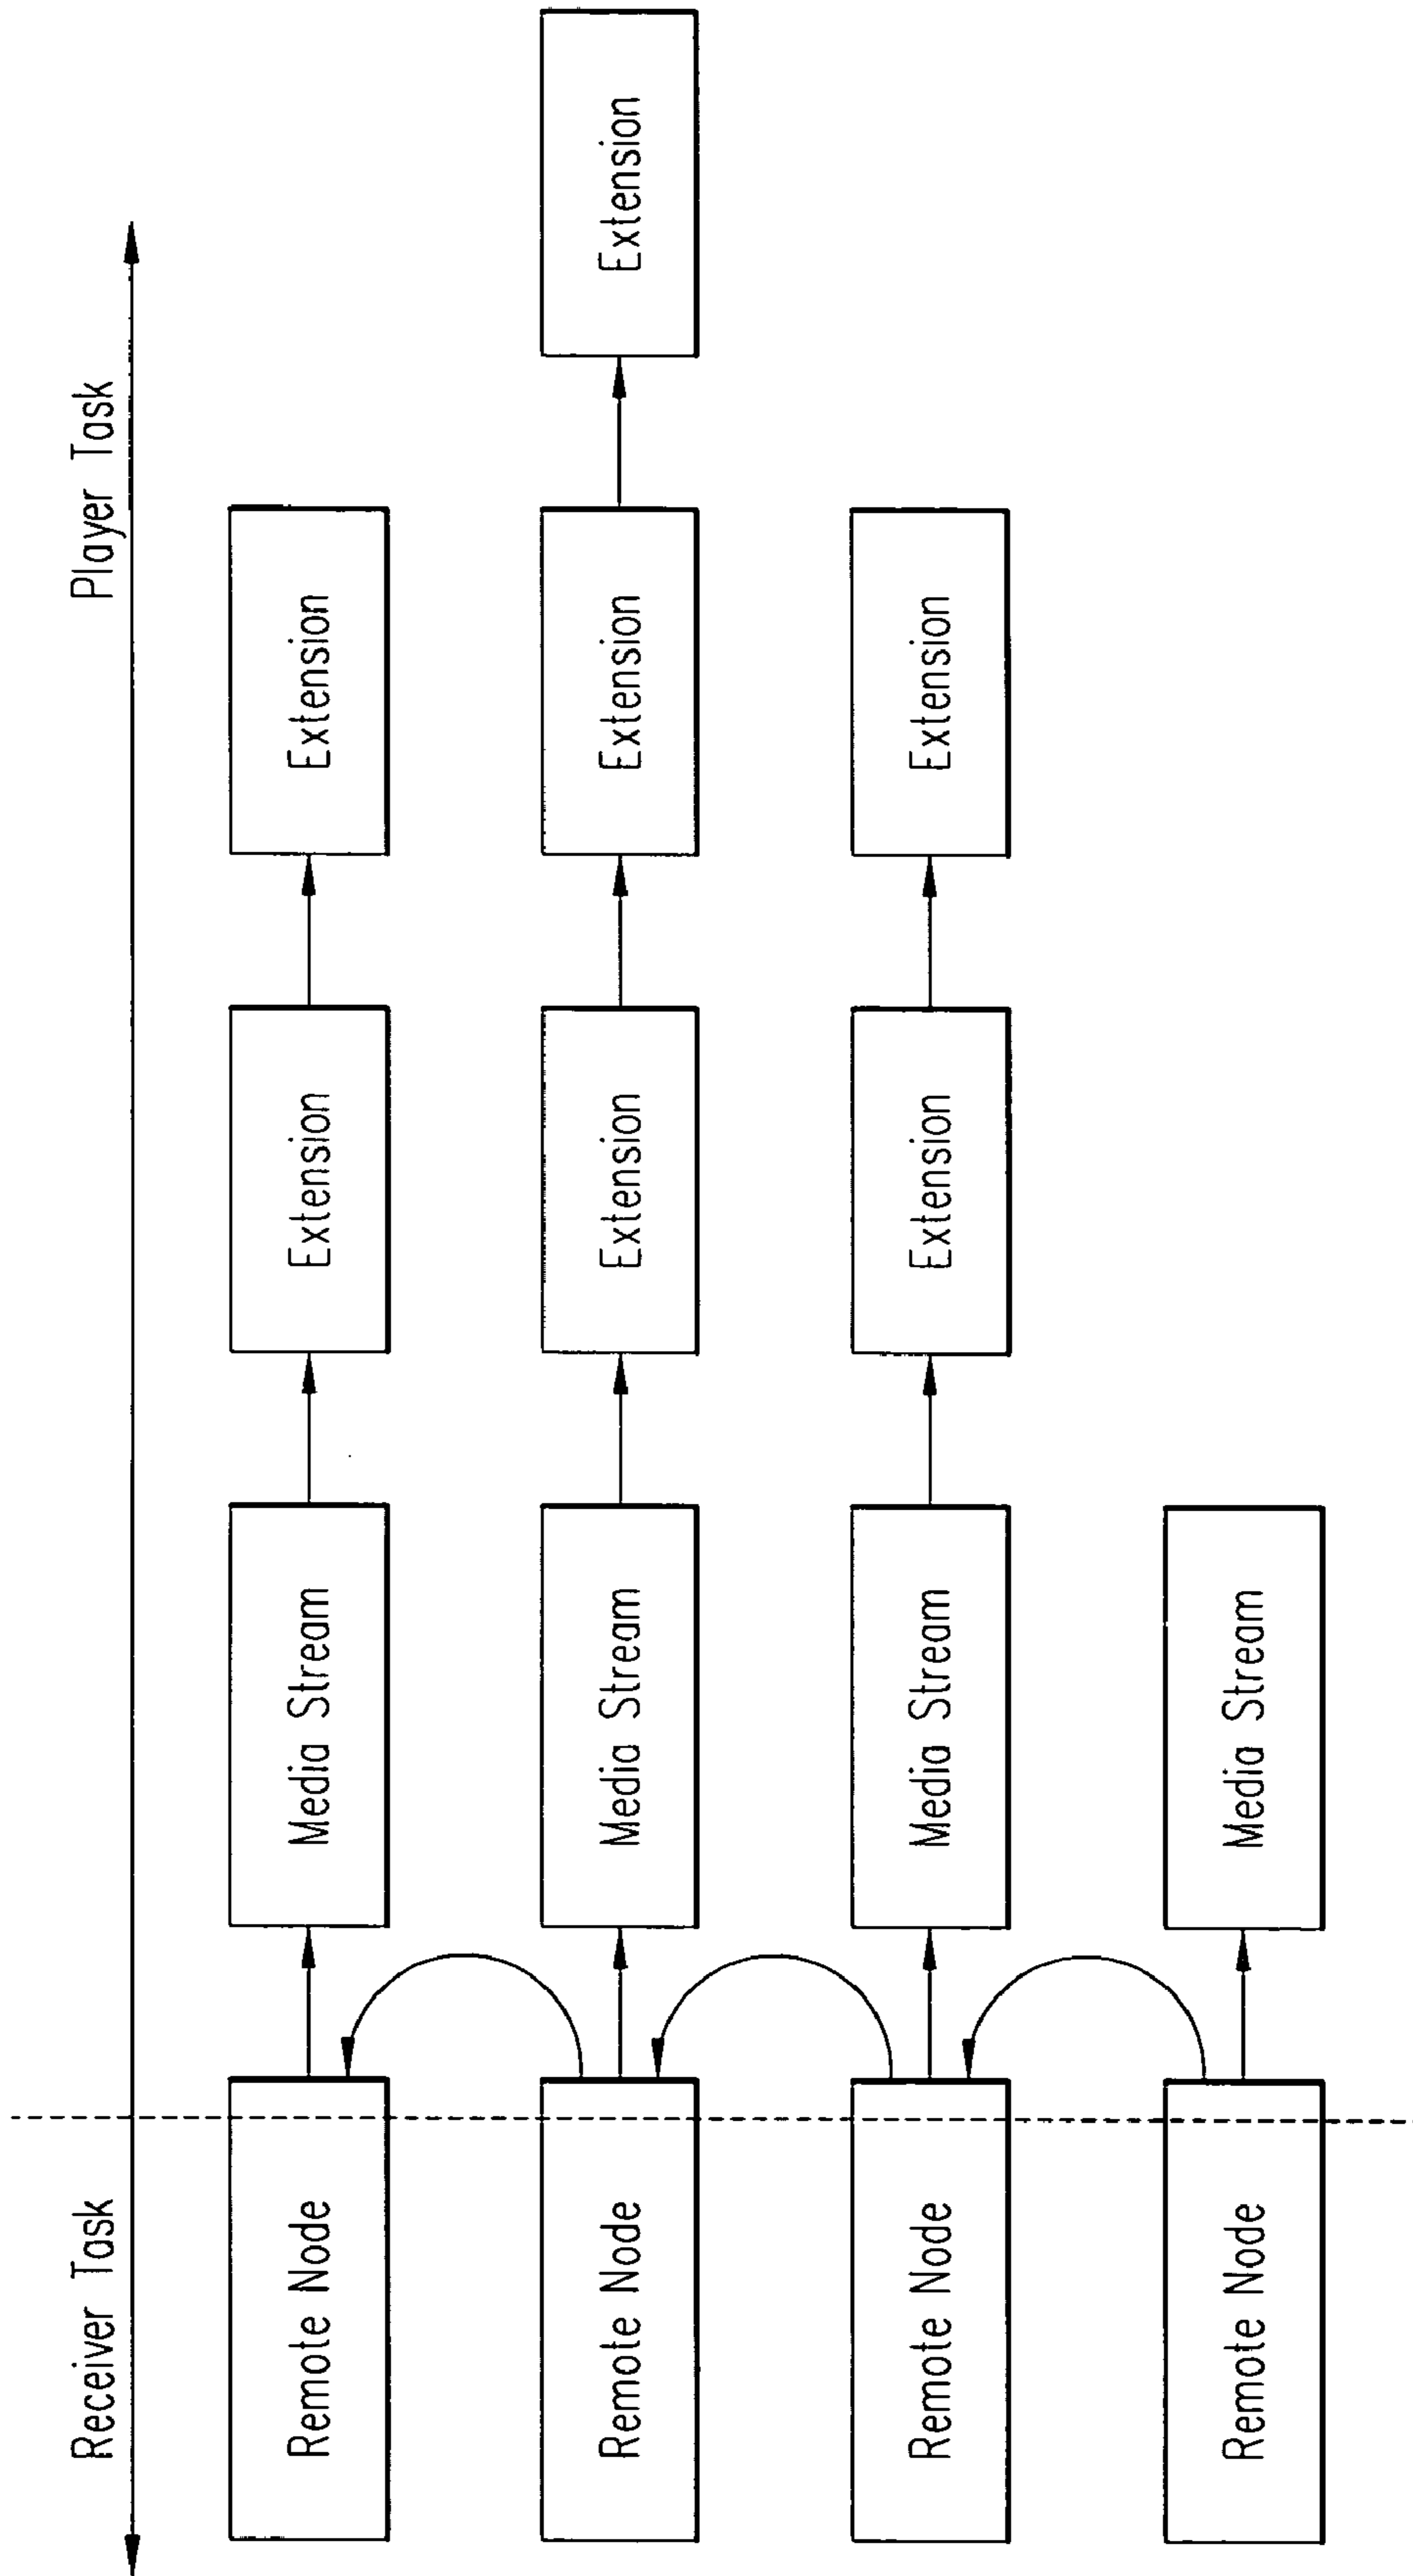 Receiver Task
Player Task
Remote Node
Media Stream
Extension
Extension
Remote Node
Media Stream
Extension
Extension
Extension
Remote Node
Media Stream
Extension
Extension
Remote Node
Media Stream